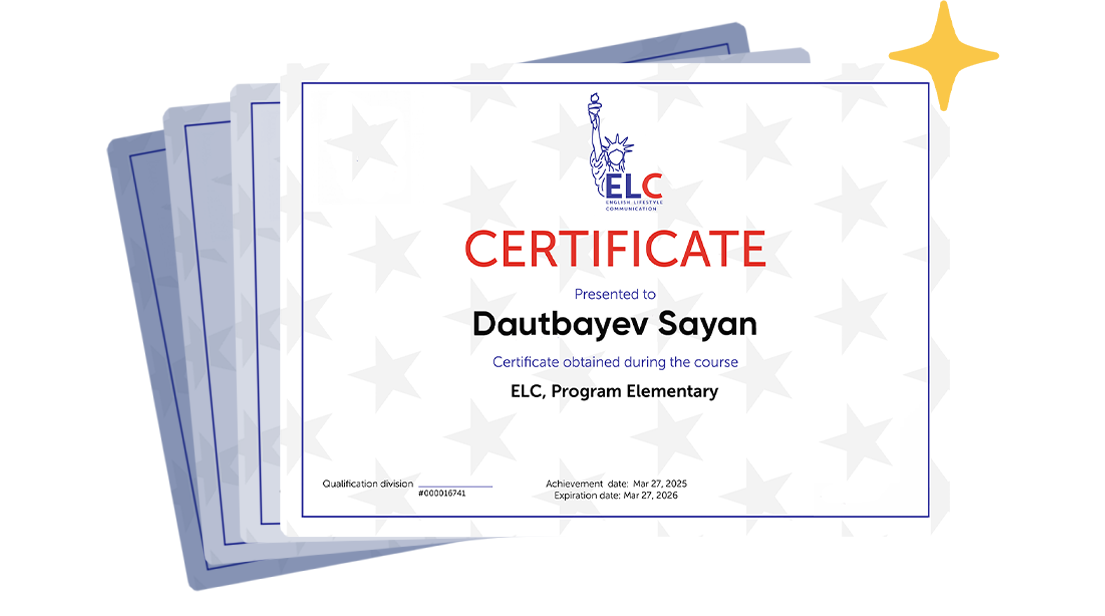 ELC
ENGLISH LIFESTYLE
COMMUNICATION
CERTIFICATE
Presented to
Dautbayev Sayan
Certificate obtained during the course
ELC, Program Elementary
Qualification division
#000016741
Achievement date: Mar 27, 2025
Expiration date: Mar 27, 2026